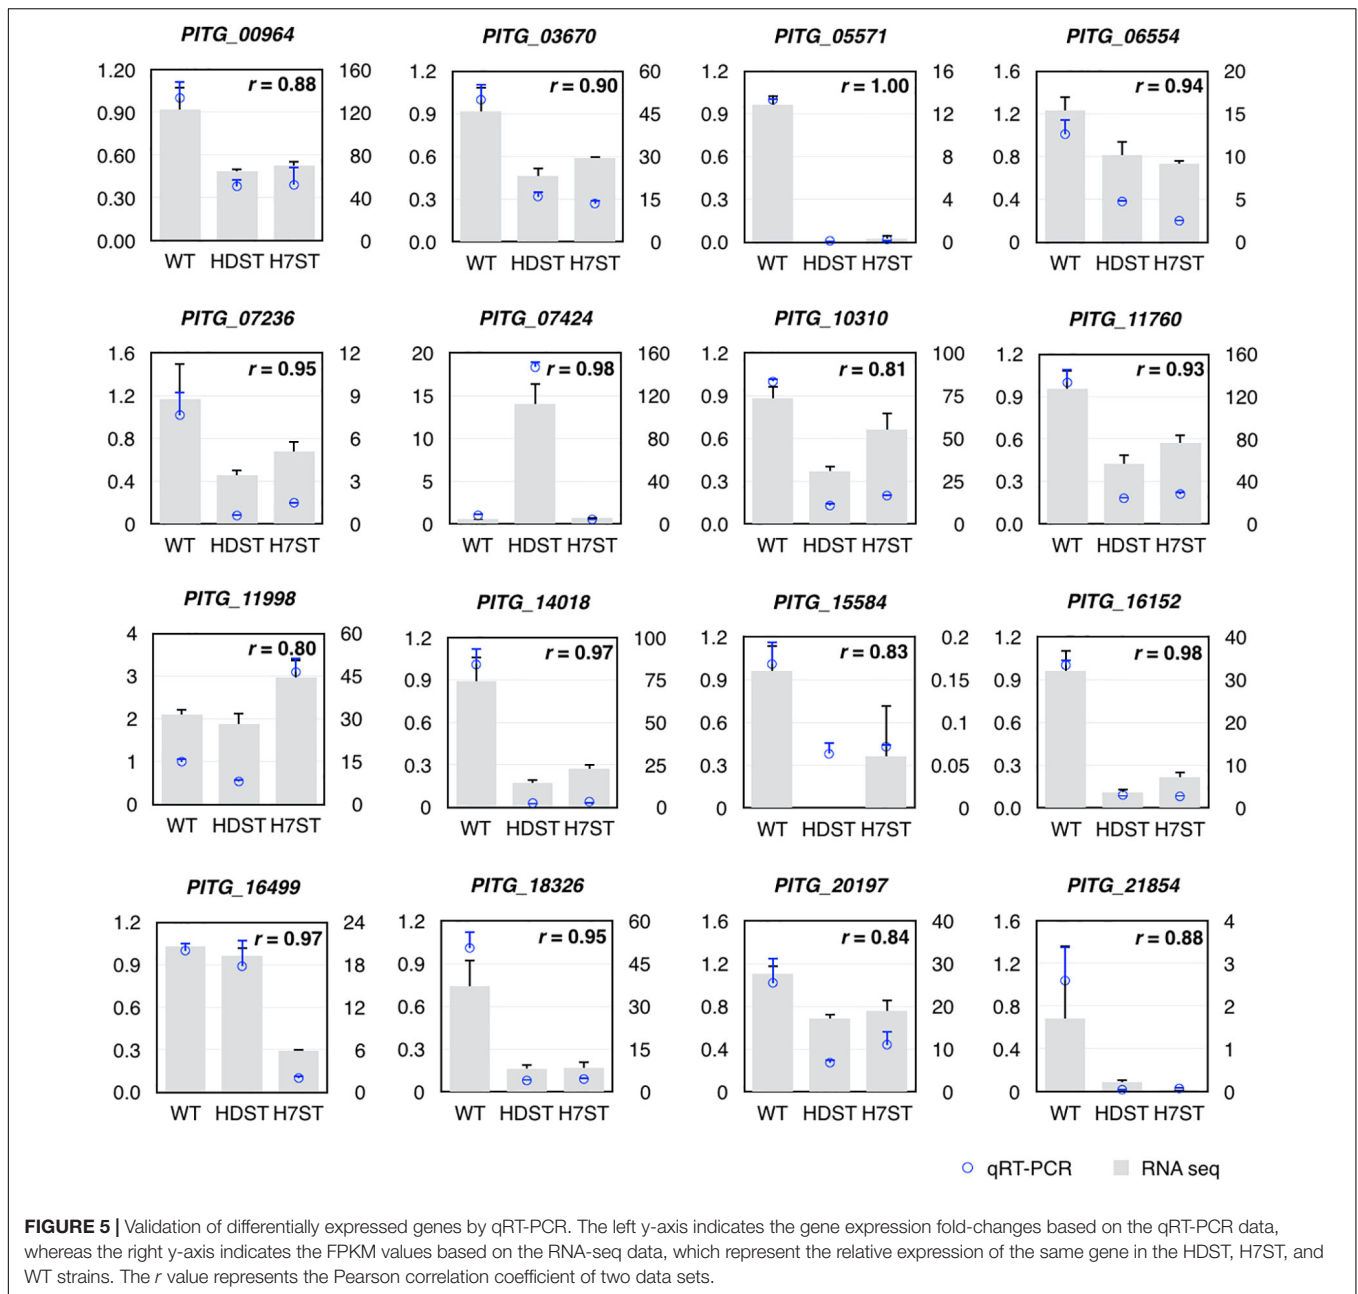 PITG_00964 PITG_03670 PITG_05571 PITG_06554
1.20 160 1.2 60 1.2 16 1.6 20
r = 0.88 r = 0.90 r = 1.00 r = 0.94
0.90 120 0.9 45 0.9 12 1.2 15
0.60 80 0.6 30 0.6 8 0.8 10
0.30 40 0.3 15 0.3 4 0.4 5
0.00 0 0.0 0 0.0 0 0 0
WT HDST H7ST WT HDST H7ST WT HDST H7ST WT HDST H7ST
PITG_07236 PITG_07424 PITG_10310 PITG_11760
1.6 12 20 160 1.2 100 1.2 160
r = 0.95 r = 0.98 r = 0.81 r = 0.93
1.2 9 15 120 0.9 75 0.9 120
0.8 6 10 80 0.6 50 0.6 80
0.4 3 5 40 0.3 25 0.3 40
0 0 0 0 0.0 0 0.0 0
WT HDST H7ST WT HDST H7ST WT HDST H7ST WT HDST H7ST
PITG_11998 PITG_14018 PITG_15584 PITG_16152
4 60 1.2 100 1.2 0.2 1.2 40
r = 0.80 r = 0.97 r = 0.83 r = 0.98
3 45 0.9 75 0.9 0.15 0.9 30
2 30 0.6 50 0.6 0.1 0.6 20
1 15 0.3 25 0.3 0.05 0.3 10
0 0 0 0 0 0 0.0 0
WT HDST H7ST WT HDST H7ST WT HDST H7ST WT HDST H7ST
PITG_16499 PITG_18326 PITG_20197 PITG_21854
1.2 24 1.2 60 1.6 40 1.6 4
r = 0.97 r = 0.95 r = 0.84 r = 0.88
0.9 18 0.9 45 1.2 30 1.2 3
0.6 12 0.6 30 0.8 20 0.8 2
0.3 6 0.3 15 0.4 10 0.4 1
0.0 0 0 0 0 0 0 0
WT HDST H7ST WT HDST H7ST WT HDST H7ST WT HDST H7ST
qRT-PCR RNA seq
FIGURE 5 | Validation of differentially expressed genes by qRT-PCR. The left y-axis indicates the gene expression fold-changes based on the qRT-PCR data,
whereas the right y-axis indicates the FPKM values based on the RNA-seq data, which represent the relative expression of the same gene in the HDST, H7ST, and
WT strains. The r value represents the Pearson correlation coefficient of two data sets.